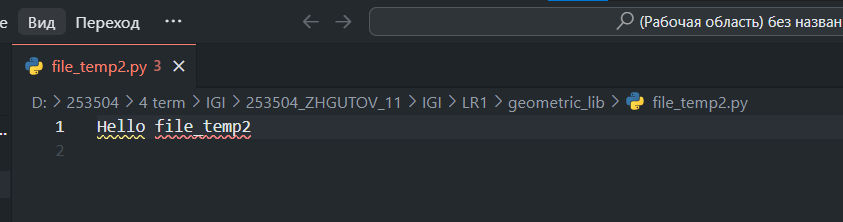 е Вид Переход ··· (Рабочая область) без назван
file_temp2.py 3
D: > 253504 > 4 term > IGI > 253504_ZHGUTOV_11 > IGI > LR1 > geometric_lib > file_temp2.py
1 Hello file_temp2
2